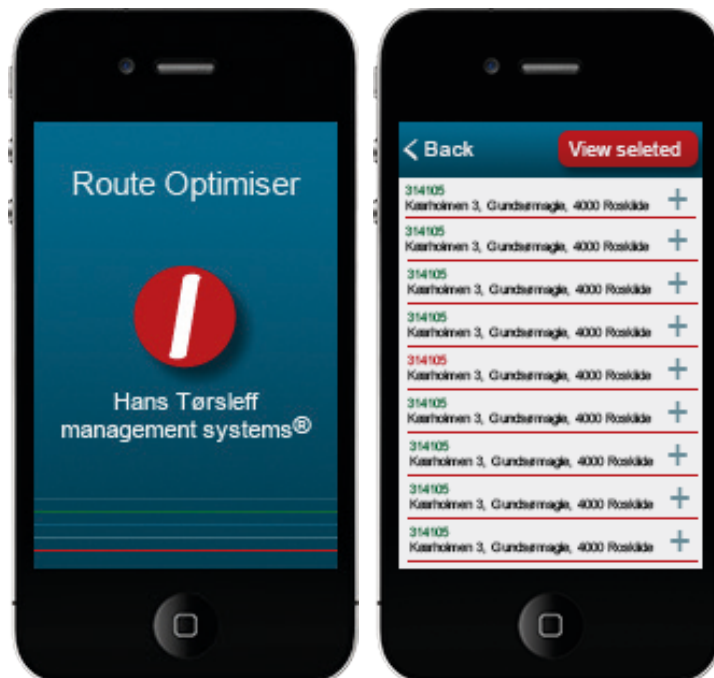 Route Optimiser
Hans Tørsleff
management systems®
Back
View seleted
314105
Kærholmen 3, Gundsømagle, 4000 Roskilde
314105
Kærholmen 3, Gundsømagle, 4000 Roskilde
314105
Kærholmen 3, Gundsømagle, 4000 Roskilde
314105
Kærholmen 3, Gundsømagle, 4000 Roskilde
314105
Kærholmen 3, Gundsømagle, 4000 Roskilde
314105
Kærholmen 3, Gundsømagle, 4000 Roskilde
314105
Kærholmen 3, Gundsømagle, 4000 Roskilde
314105
Kærholmen 3, Gundsømagle, 4000 Roskilde
314105
Kærholmen 3, Gundsømagle, 4000 Roskilde